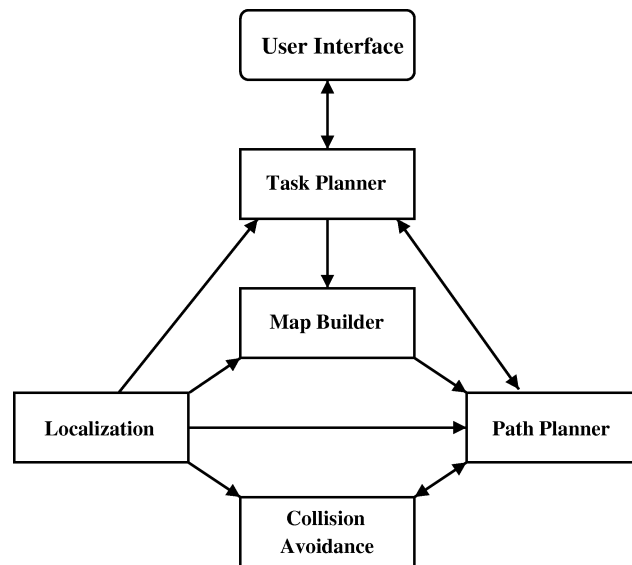 User Interface
Task Planner
Map Builder
Localization
Path Planner
Collision
Avoidance